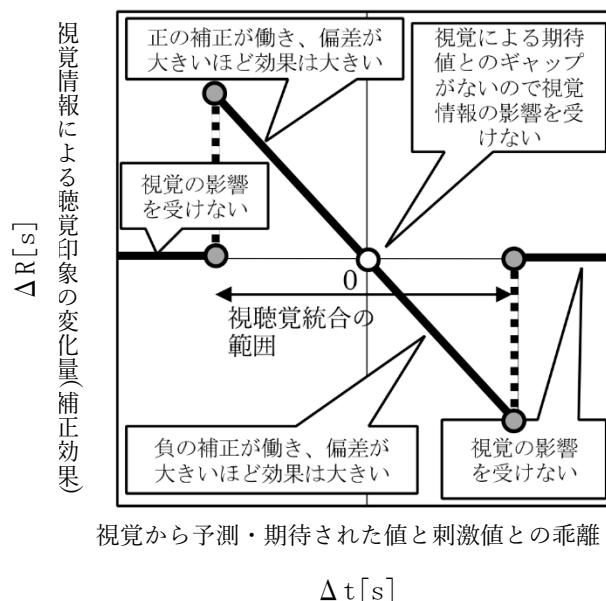 正の補正が働き、偏差が
大きいほど効果は大きい
視覚による期待
値とのギャップ
がないので視覚
情報の影響を受
けない
視覚の影響
を受けない
0
視聴覚統合の
範囲
負の補正が働き、偏差が
大きいほど効果は大きい
視覚の影響
を受けない
視覚情報による聴覚印象の変化量(補正効果)
ΔR[s]
視覚から予測・期待された値と刺激値との乖離
Δt[s]